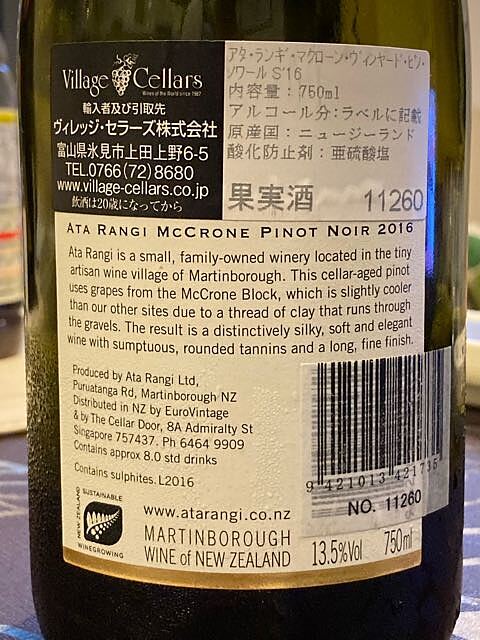 Village Cellars
Wines of the World since 1987
輸入者及び引取先
ヴィレッジ・セラーズ株式会社
富山県氷見市上田上野6-5
TEL.0766(72)8680
www.village-cellars.co.jp
飲酒は20歳になってから
アタ・ランギ・マクローン・ヴィンヤード・ピノ・
ノワール S'16
内容量：750ml
アルコール分：ラベルに記載
原産国：ニュージーランド
酸化防止剤：亜硫酸塩
果実酒 11260
ATA RANGI MCCRONE PINOT NOIR 2016
Ata Rangi is a small, family-owned winery located in the tiny
artisan wine village of Martinborough. This cellar-aged pinot
uses grapes from the McCrone Block, which is slightly cooler
than our other sites due to a thread of clay that runs through
the gravels. The result is a distinctively silky, soft and elegant
wine with sumptuous, rounded tannins and a long, fine finish.
Produced by Ata Rangi Ltd,
Puruatanga Rd, Martinborough NZ
Distributed in NZ by EuroVintage
& by The Cellar Door, 8A Admiralty St
Singapore 757437. Ph 6464 9909
Contains approx 8.0 std drinks
Contains sulphites. L2016
9 421013 421735
NO. 11260
NEW ZEALAND
SUSTAINABLE
WINEGROWING
www.atarangi.co.nz
MARTINBOROUGH
WINE of NEW ZEALAND
13.5%Vol 750ml